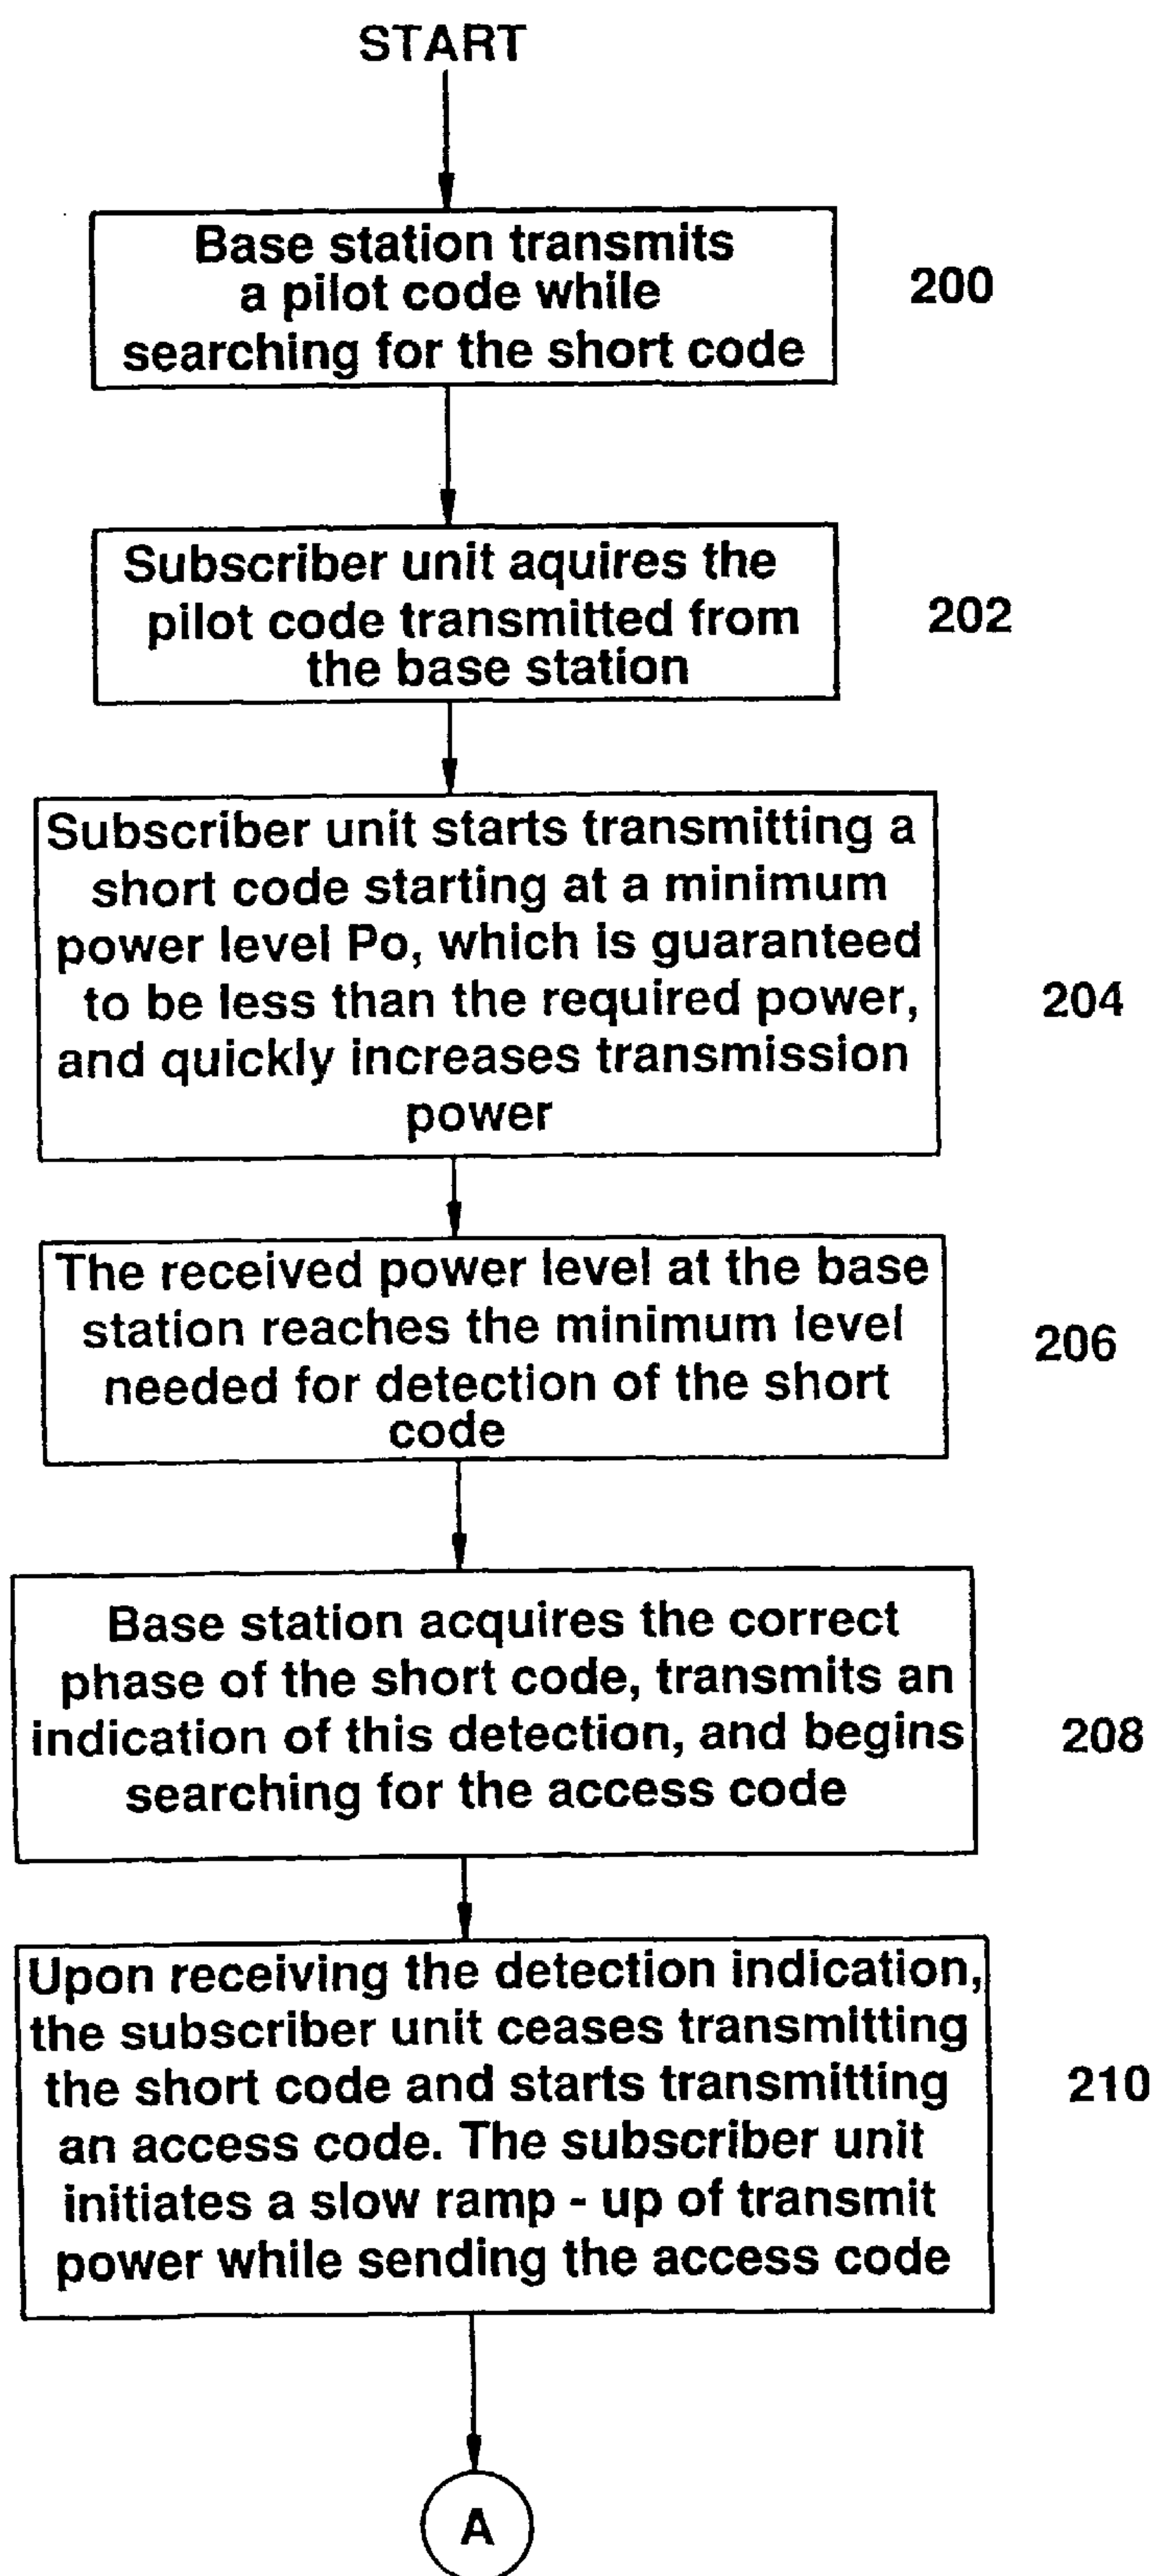 START
Base station transmits
a pilot code while
searching for the short code
200
Subscriber unit aquires the
pilot code transmitted from
the base station
202
Subscriber unit starts transmitting a
short code starting at a minimum
power level Po, which is guaranteed
to be less than the required power,
and quickly increases transmission
power
204
The received power level at the base
station reaches the minimum level
needed for detection of the short
code
206
Base station acquires the correct
phase of the short code, transmits an
indication of this detection, and begins
searching for the access code
208
Upon receiving the detection indication,
the subscriber unit ceases transmitting
the short code and starts transmitting
an access code. The subscriber unit
initiates a slow ramp - up of transmit
power while sending the access code
210
A